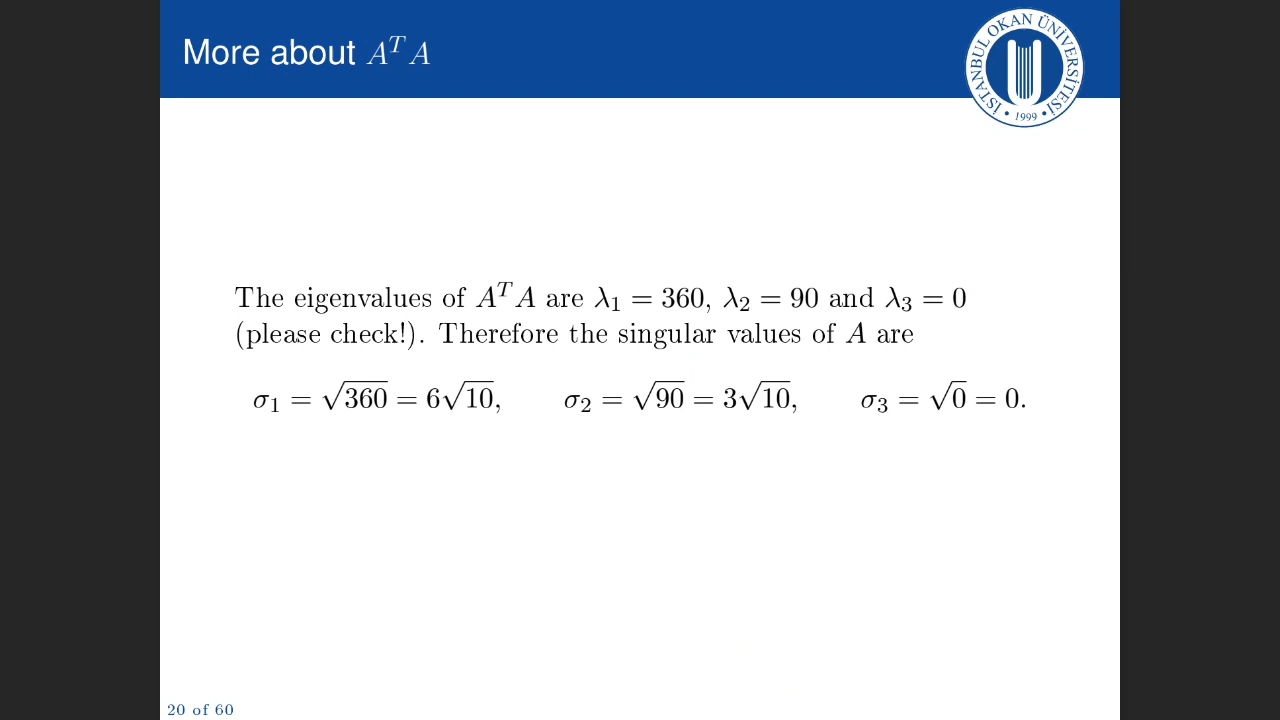 More about A^T A
İSTANBUL OKAN ÜNİVERSİTESİ
• 1999 •
The eigenvalues of A^T A are λ₁ = 360, λ₂ = 90 and λ₃ = 0
(please check!). Therefore the singular values of A are
σ₁ = √360 = 6√10, σ₂ = √90 = 3√10, σ₃ = √0 = 0.
20 of 60